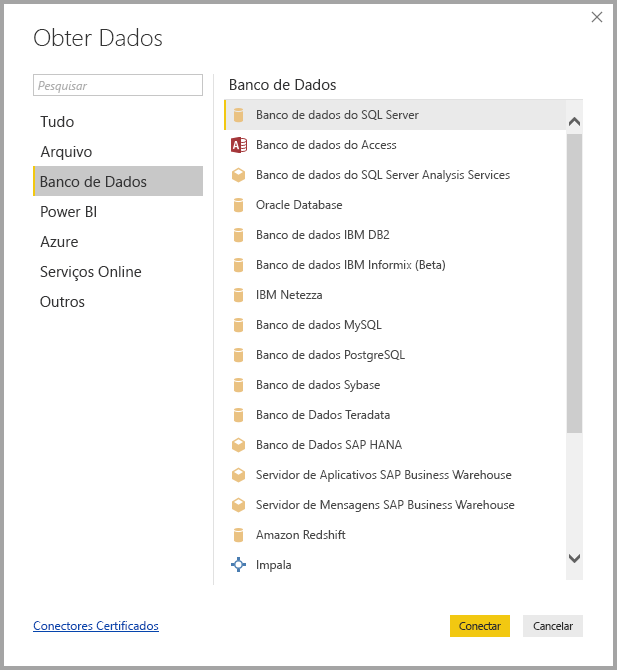 Obter Dados
Pesquisar
Tudo
Arquivo
Banco de Dados
Power BI
Azure
Serviços Online
Outros
Banco de Dados
Banco de dados do SQL Server
Banco de dados do Access
Banco de dados do SQL Server Analysis Services
Oracle Database
Banco de dados IBM DB2
Banco de dados IBM Informix (Beta)
IBM Netezza
Banco de dados MySQL
Banco de dados PostgreSQL
Banco de dados Sybase
Banco de Dados Teradata
Banco de Dados SAP HANA
Servidor de Aplicativos SAP Business Warehouse
Servidor de Mensagens SAP Business Warehouse
Amazon Redshift
Impala
Conectores Certificados
Conectar
Cancelar